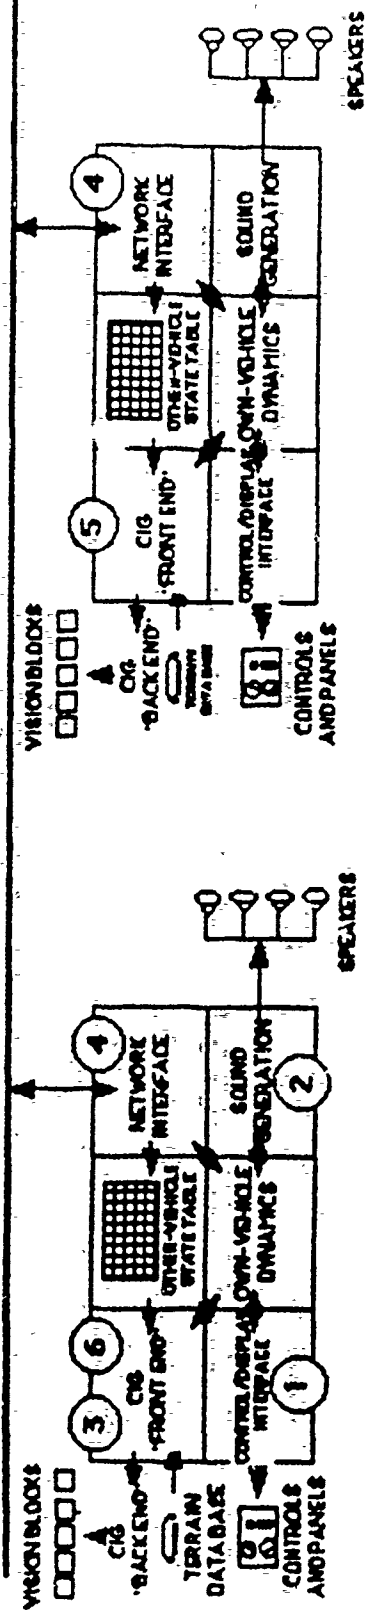 VISION BLOCKS
CIG
"BACK END"
TERRAIN
DATABASE
CONTROLS
AND PANELS
3
6
CIG
"FRONT END"
CONTROL/DISPLAY
INTERFACE
1
OTHER-VEHICLE
STATE TABLE
OWN-VEHICLE
DYNAMICS
4
NETWORK
INTERFACE
SOUND
GENERATION
2
SPEAKERS
VISION BLOCKS
CIG
"BACK END"
TERRAIN
DATA BASE
CONTROLS
AND PANELS
5
CIG
"FRONT END"
CONTROL/DISPLAY
INTERFACE
OTHER-VEHICLE
STATE TABLE
OWN-VEHICLE
DYNAMICS
4
NETWORK
INTERFACE
SOUND
GENERATION
SPEAKERS